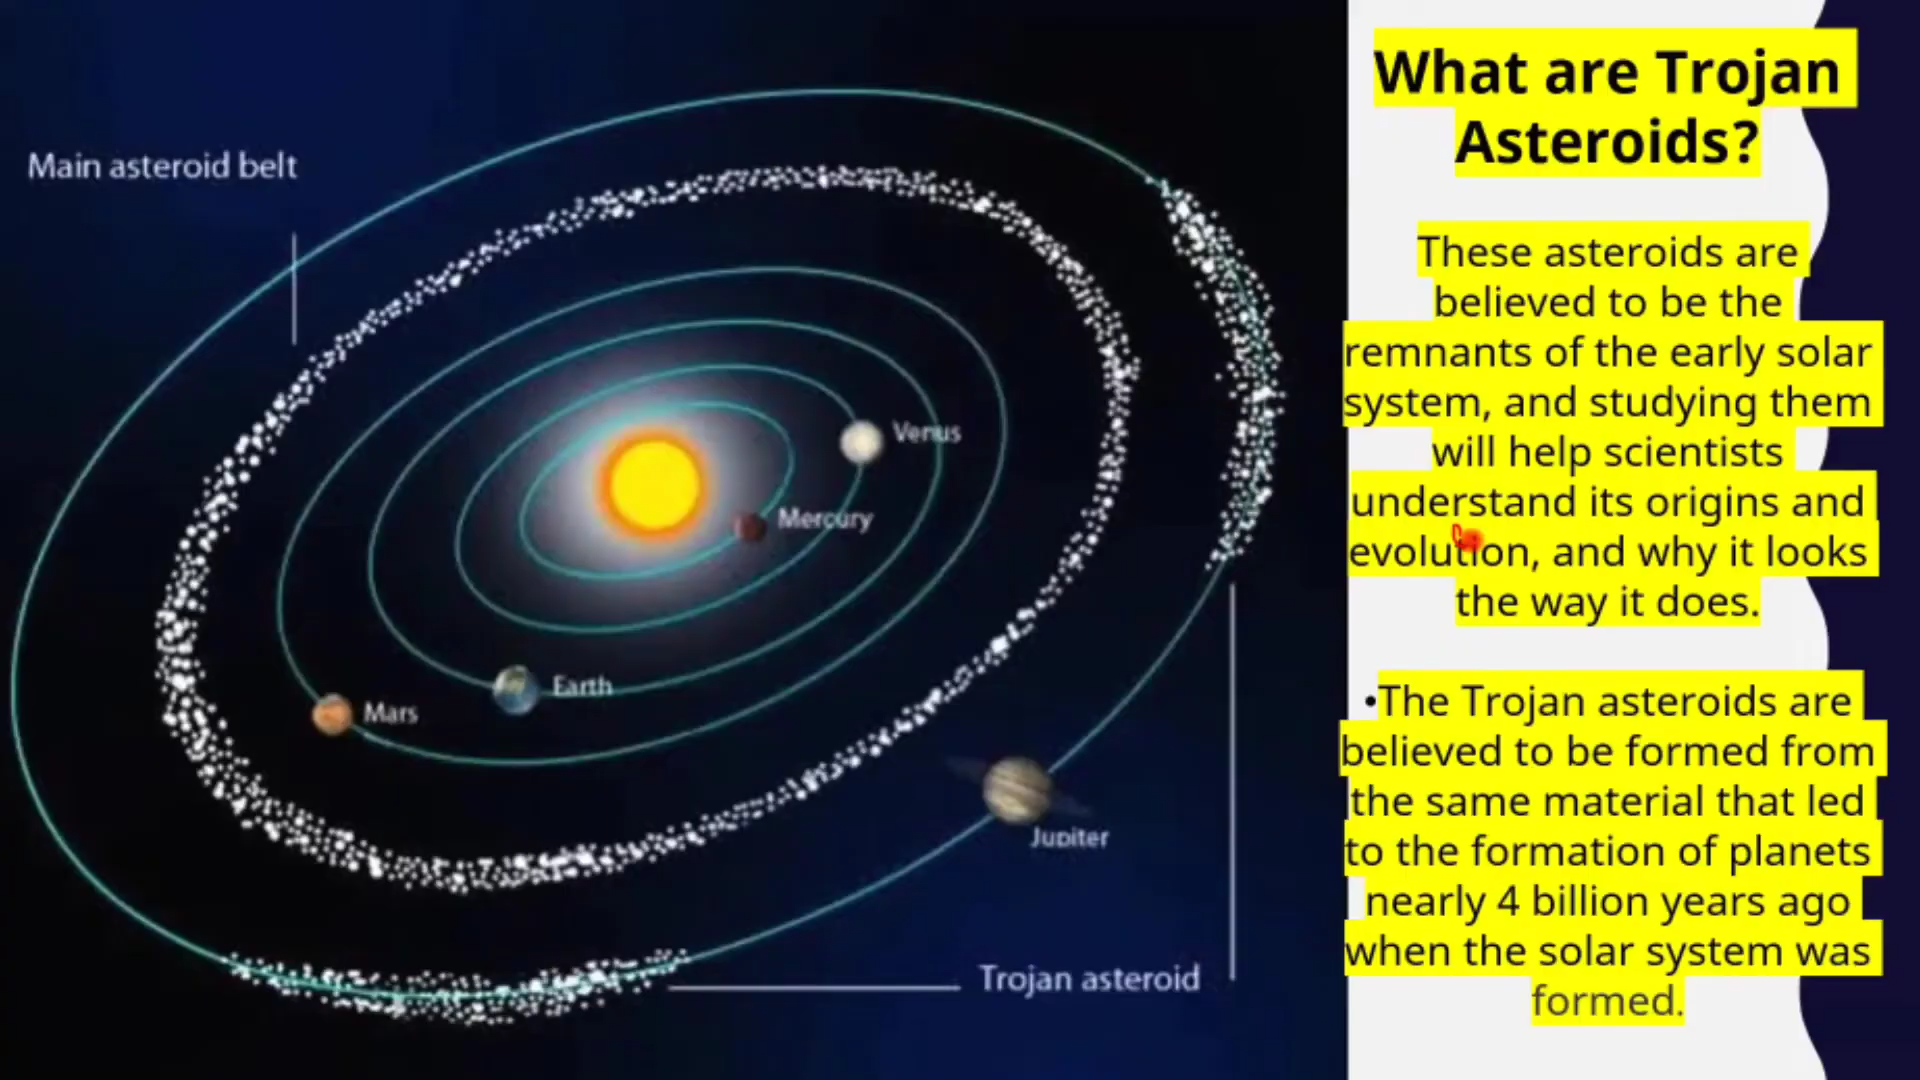 Main asteroid belt
Venus
Mercury
Earth
Mars
Jupiter
Trojan asteroid
What are Trojan
Asteroids?
These asteroids are
believed to be the
remnants of the early solar
system, and studying them
will help scientists
understand its origins and
evolution, and why it looks
the way it does.
•The Trojan asteroids are
believed to be formed from
the same material that led
to the formation of planets
nearly 4 billion years ago
when the solar system was
formed.